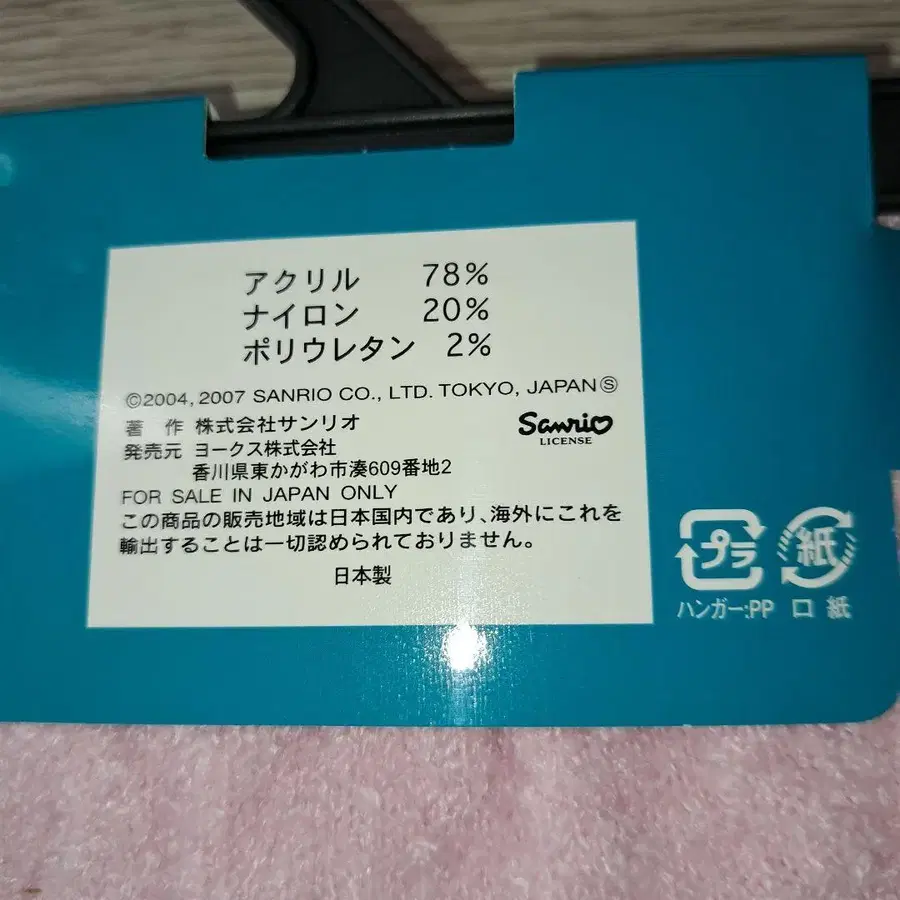 アクリル 78%
ナイロン 20%
ポリウレタン 2%
©2004, 2007 SANRIO CO., LTD. TOKYO, JAPAN Ⓢ
著 作 株式会社サンリオ
Sanrio
LICENSE
発売元 ヨークス株式会社
香川県東かがわ市湊609番地2
FOR SALE IN JAPAN ONLY
この商品の販売地域は日本国内であり、海外にこれを
輸出することは一切認められておりません。
日本製
プラ 紙
ハンガー:PP 口 紙